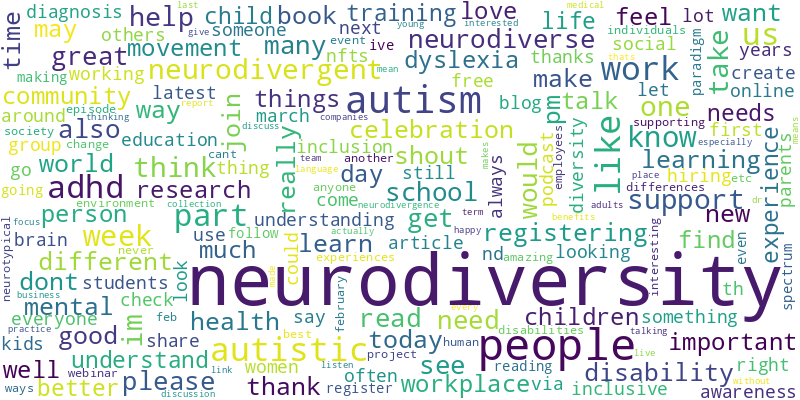 diagnosis help child book training love life feel lot want
last give someone next event young interested individuals medical
time may others movement many nfts ive neurodiverse social thats paradigm us
great making working neurodivergent things dyslexia thanks mean make work take years create
community latest autism free blog pm talk let online
around episode thinking report way join march discuss companies celebration one needs
society change also education really inclusion shout would podcast diversity employees like know supporting first especially
group cant thing team another makes language learning parents
go world think day still always hiring etc
going adhd research anyone come school place differences means
environment collection neurodivergence adults dr experience
person part understanding get term support new
neurotypical focus brain week use follow actually happy registering find
different could much learn article nd looking interesting even spectrum
never look experiences amazing
dont students neurodiversity th
business mental check made every
everyone feb health say february read need children something
practice im best disabilities talking
kids good share autistic today human people important
well understand women project see reading live disability right
webinar link listen often via without
ways better please discussion thank register workplace benefits inclusive awareness